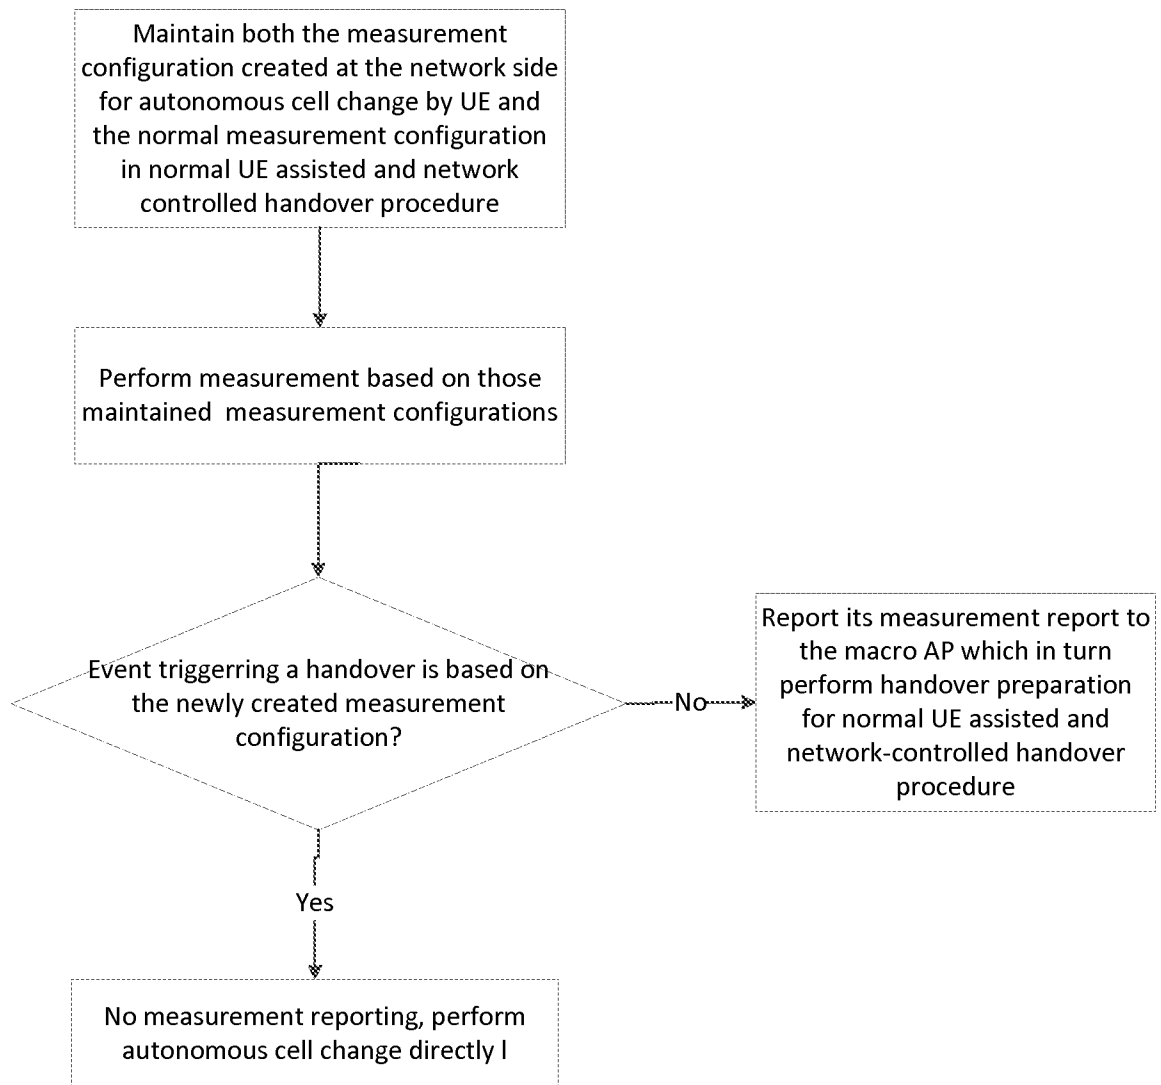 Maintain both the measurement
configuration created at the network side
for autonomous cell change by UE and
the normal measurement configuration
in normal UE assisted and network
controlled handover procedure
Perform measurement based on those
maintained measurement configurations
Event triggerring a handover is based on
the newly created measurement
configuration?
No
Report its measurement report to
the macro AP which in turn
perform handover preparation
for normal UE assisted and
network-controlled handover
procedure
Yes
No measurement reporting, perform
autonomous cell change directly l